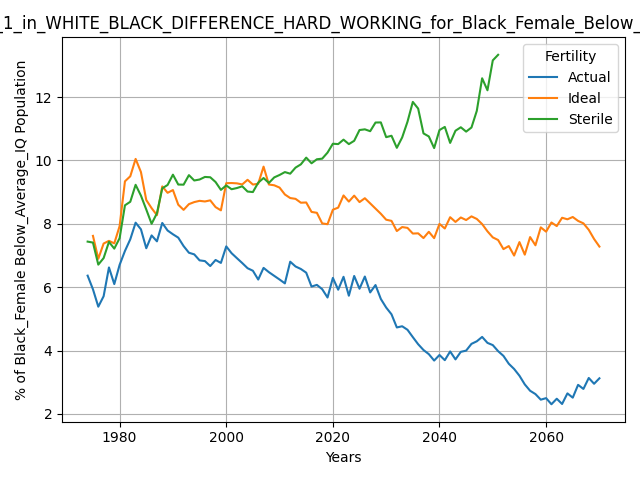 _1_in_WHITE_BLACK_DIFFERENCE_HARD_WORKING_for_Black_Female_Below_
% of Black_Female Below_Average_IQ Population
12
10
8
6
4
2
Fertility
Actual
Ideal
Sterile
1980
2000
2020
2040
2060
Years